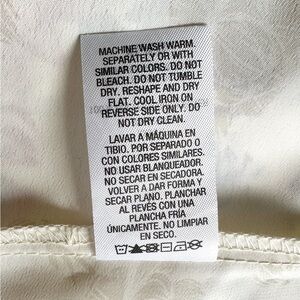 MACHINE WASH WARM.
SEPARATELY OR WITH
SIMILAR COLORS. DO NOT
BLEACH. DO NOT TUMBLE
DRY. RESHAPE AND DRY
FLAT. COOL IRON ON
REVERSE SIDE ONLY. DO
NOT DRY CLEAN.
LAVAR A MÁQUINA EN
TIBIO. POR SEPARADO O
CON COLORES SIMILARES.
NO USAR BLANQUEADOR.
NO SECAR EN SECADORA.
VOLVER A DAR FORMA Y
SECAR PLANO. PLANCHAR
AL REVÉS CON UNA
PLANCHA FRÍA
ÚNICAMENTE. NO LIMPIAR
EN SECO.